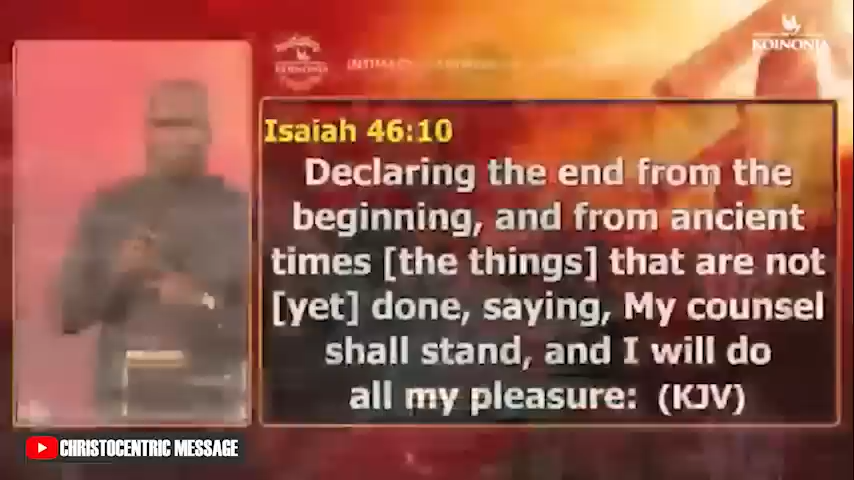 KOINONIA
KOINONIA
Isaiah 46:10
Declaring the end from the
beginning, and from ancient
times [the things] that are not
[yet] done, saying, My counsel
shall stand, and I will do
all my pleasure: (KJV)
CHRISTOCENTRIC MESSAGE